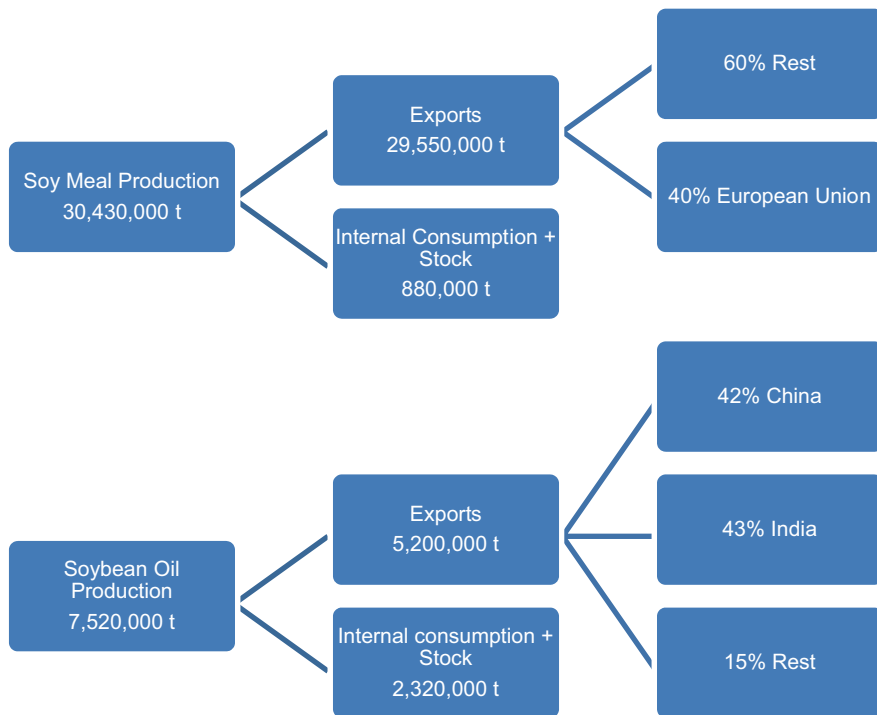 Soy Meal Production
30,430,000 t
Exports
29,550,000 t
Internal Consumption +
Stock
880,000 t
60% Rest
40% European Union
Soybean Oil
Production
7,520,000 t
Exports
5,200,000 t
Internal consumption +
Stock
2,320,000 t
42% China
43% India
15% Rest